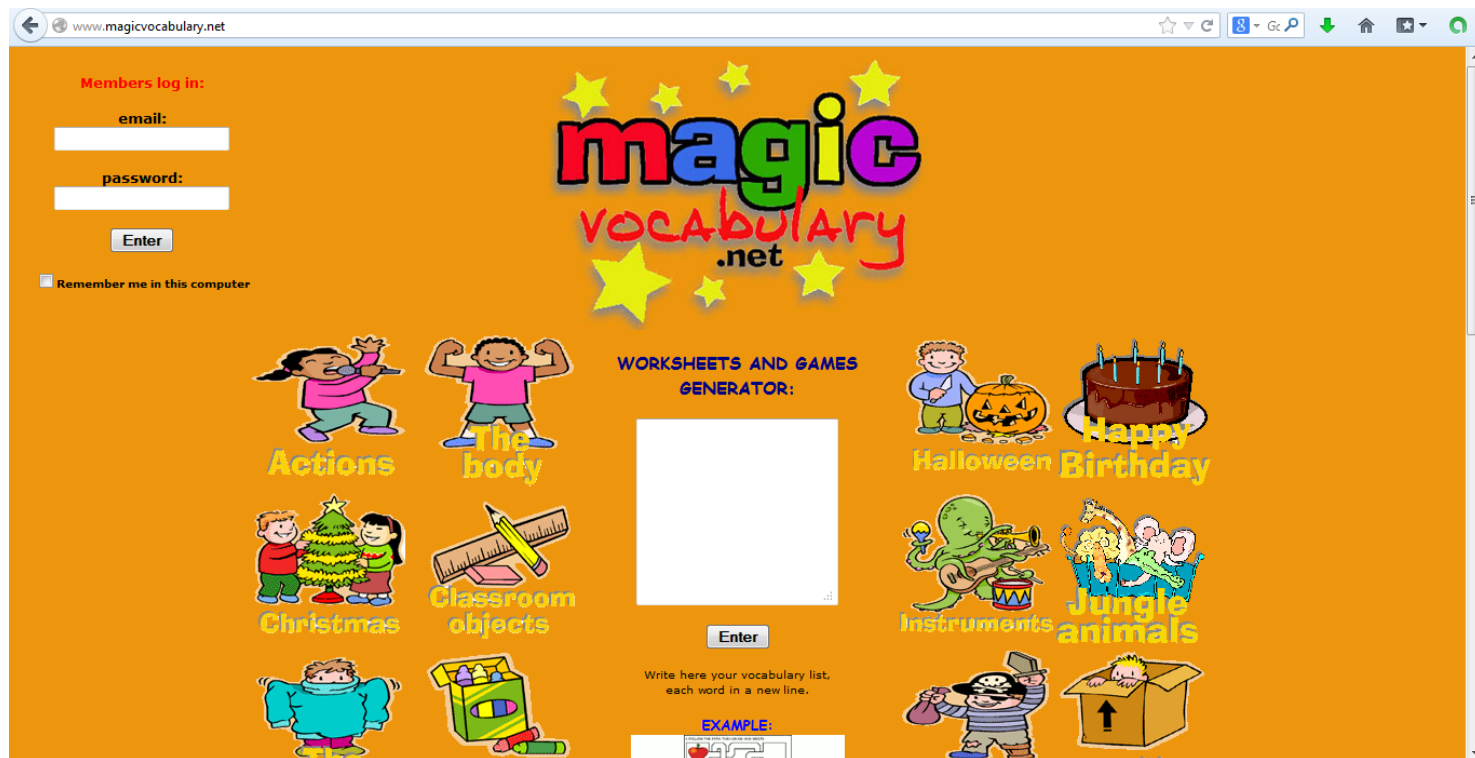 www.magicvocabulary.net
Members log in:
email:
password:
Enter
Remember me in this computer
magic
vocabulary
.net
Actions
The
body
Christmas
Classroom
objects
The
WORKSHEETS AND GAMES
GENERATOR:
Enter
Write here your vocabulary list,
each word in a new line.
EXAMPLE:
Halloween
Happy
Birthday
Instruments
Jungle
animals